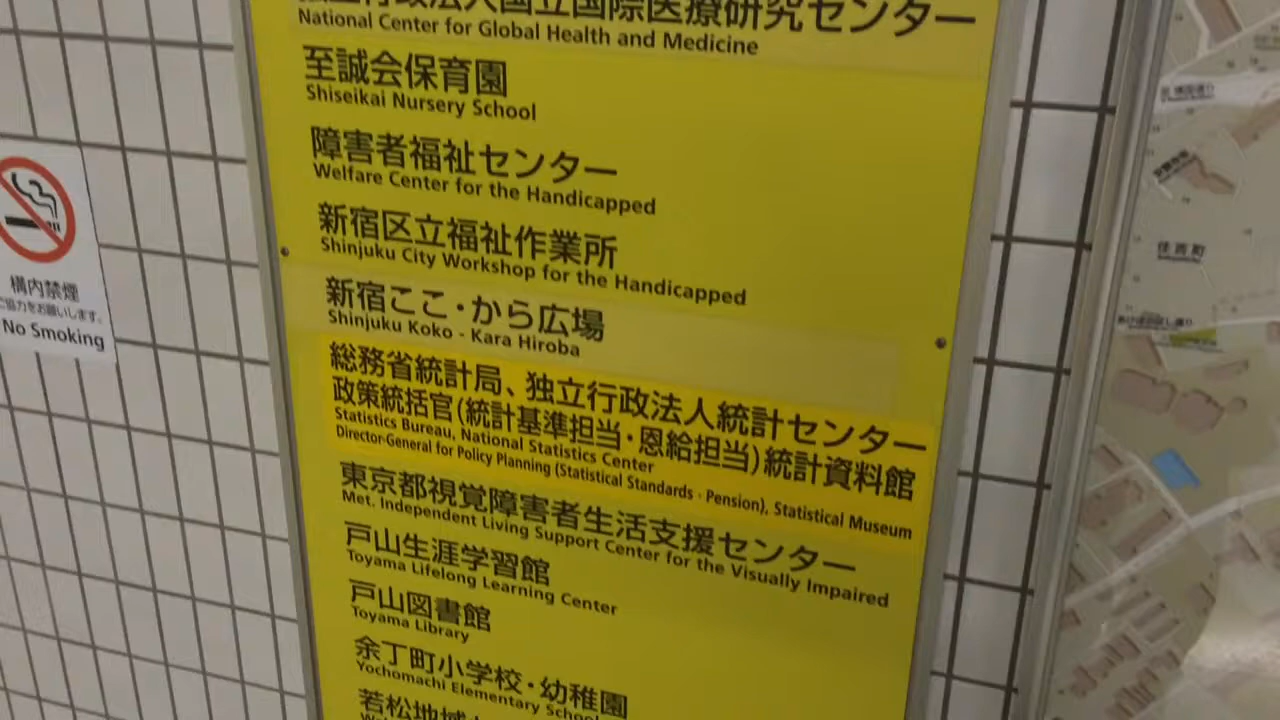 法人国立国際医療研究センター
National Center for Global Health and Medicine
至誠会保育園
Shiseikai Nursery School
障害者福祉センター
Welfare Center for the Handicapped
新宿区立福祉作業所
Shinjuku City Workshop for the Handicapped
新宿ここ・から広場
Shinjuku Koko - Kara Hiroba
総務省統計局、独立行政法人統計センター
政策統括官(統計基準担当・恩給担当)統計資料館
Statistics Bureau, National Statistics Center
Director-General for Policy Planning (Statistical Standards · Pension), Statistical Museum
東京都視覚障害者生活支援センター
Met. Independent Living Support Center for the Visually Impaired
戸山生涯学習館
Toyama Lifelong Learning Center
戸山図書館
Toyama Library
余丁町小学校・幼稚園
Yochomachi Elementary School
若松地域
構内禁煙
ご協力をお願いします。
No Smoking
住吉町